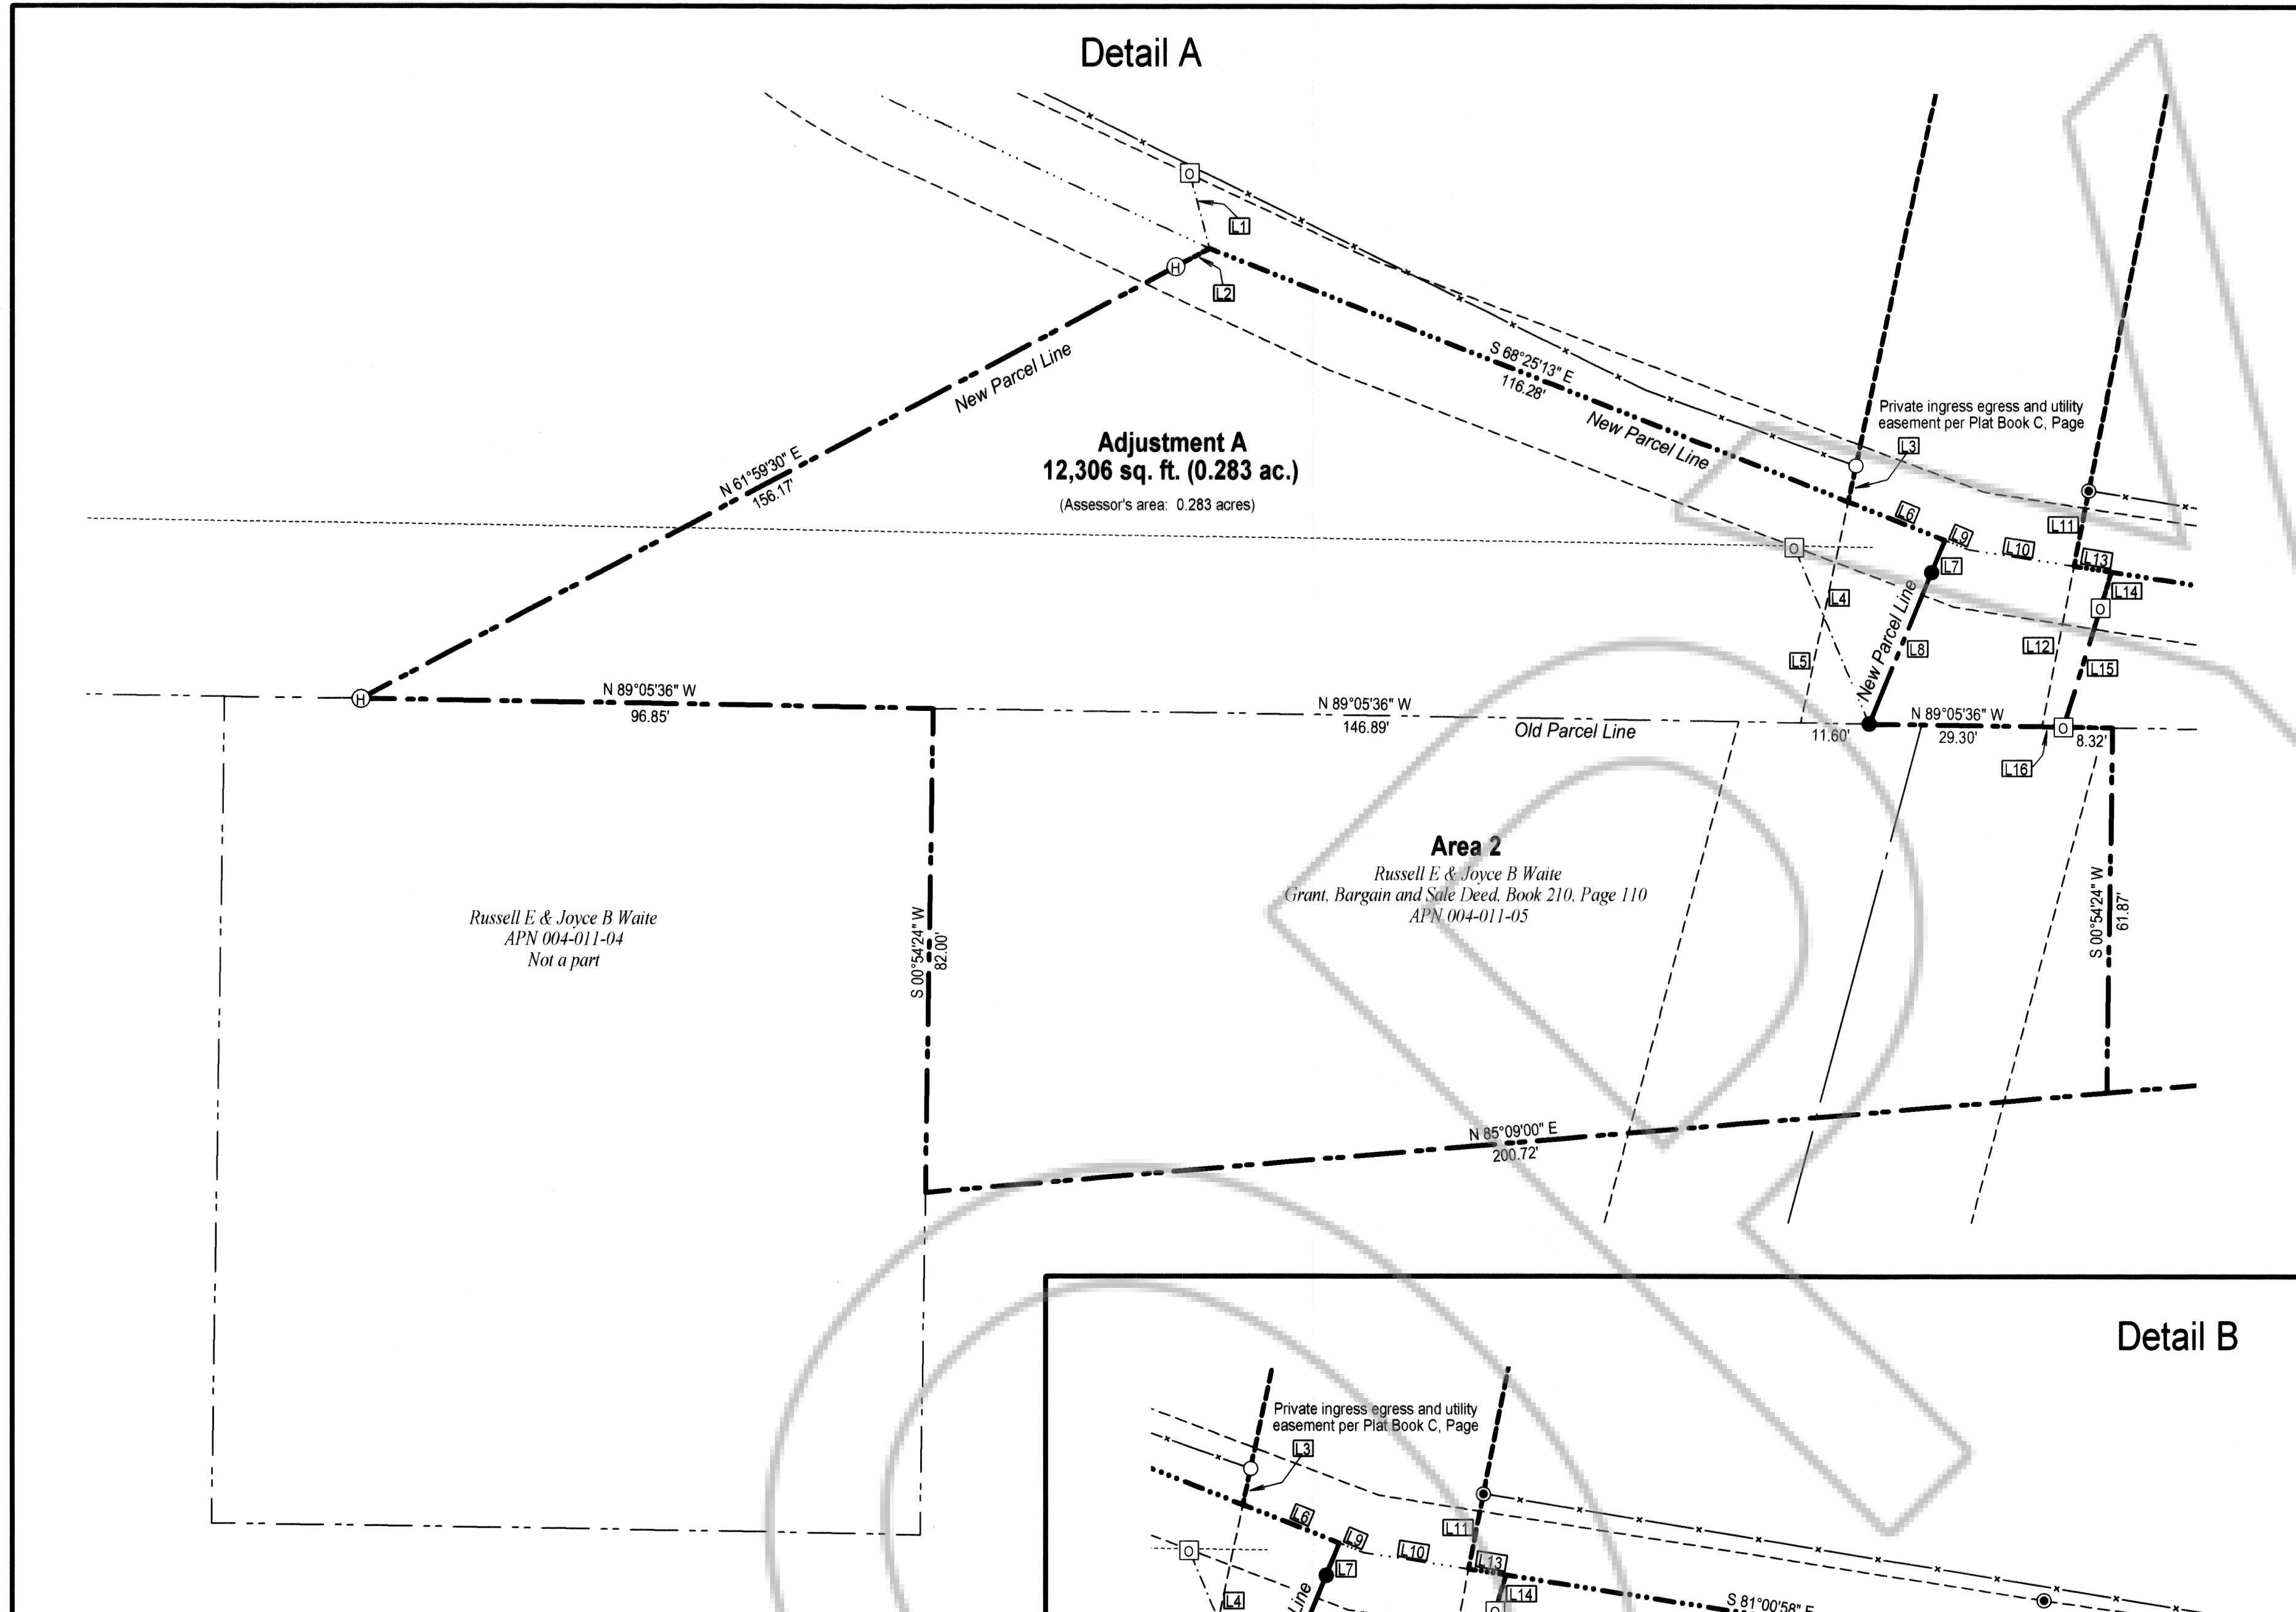 Detail A
L1
H
L2
New Parcel Line
S 68°25'13" E
116.28'
New Parcel Line
Private ingress egress and utility
easement per Plat Book C, Page
L3
Adjustment A
12,306 sq. ft. (0.283 ac.)
(Assessor's area: 0.283 acres)
N 61°59'30" E
156.17'
L6
L9
L10
L11
L13
L7
L14
L4
New Parcel Line
L8
L5
L12
L15
H
N 89°05'36" W
96.85'
N 89°05'36" W
146.89'
Old Parcel Line
11.60'
N 89°05'36" W
29.30'
8.32'
L16
Area 2
Russell E & Joyce B Waite
Grant, Bargain and Sale Deed, Book 210, Page 110
APN 004-011-05
Russell E & Joyce B Waite
APN 004-011-04
Not a part
S 00°54'24" W
82.00'
S 00°54'24" W
61.87'
N 85°09'00" E
200.72'
Detail B
Private ingress egress and utility
easement per Plat Book C, Page
L3
L6
L9
L10
L11
L13
L7
L14
L4
Line
S 81°00'58" E